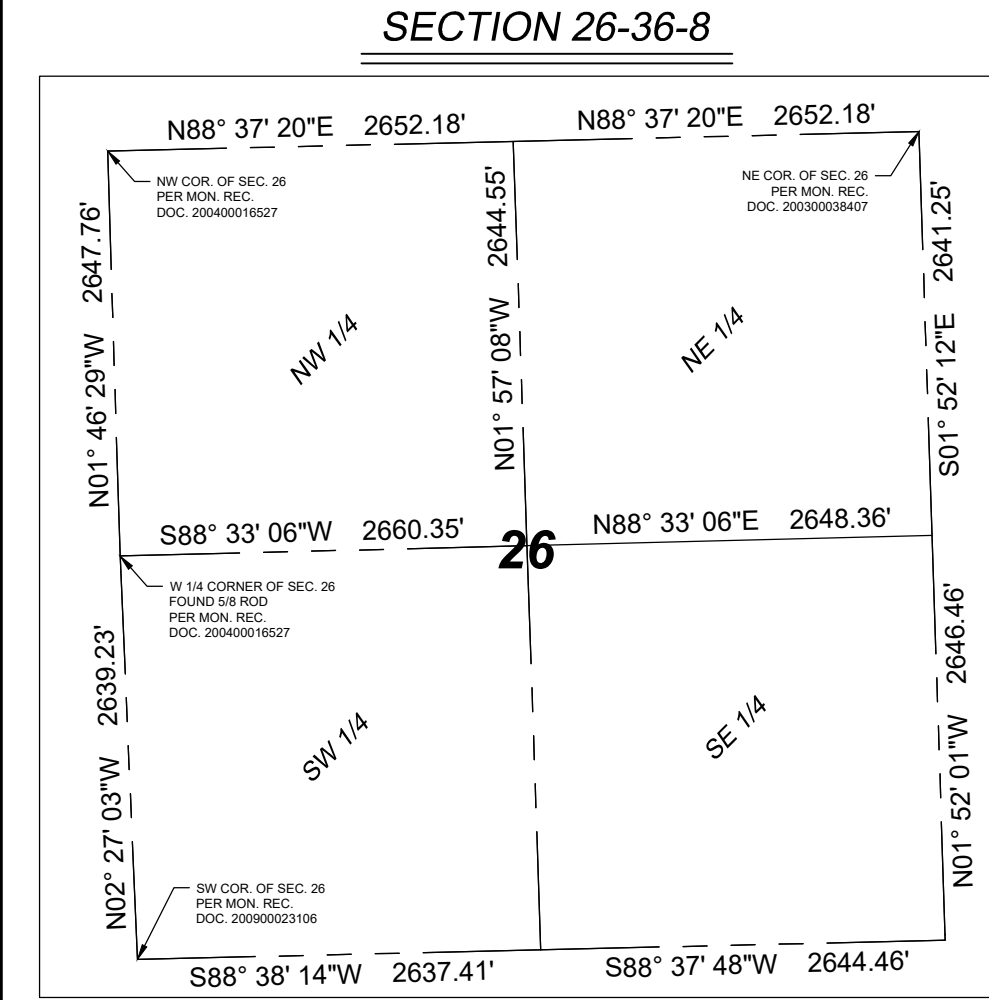 SECTION 26-36-8
N88° 37' 20"E 2652.18'
N88° 37' 20"E 2652.18'
NW COR. OF SEC. 26
PER MON. REC.
DOC. 200400016527
NE COR. OF SEC. 26
PER MON. REC.
DOC. 200300038407
N01° 46' 29"W 2647.76'
N01° 57' 08"W 2644.55'
S01° 52' 12"E 2641.25'
NW 1/4
NE 1/4
S88° 33' 06"W 2660.35'
26
N88° 33' 06"E 2648.36'
W 1/4 CORNER OF SEC. 26
FOUND 5/8 ROD
PER MON. REC.
DOC. 200400016527
N02° 27' 03"W 2639.23'
SW 1/4
SE 1/4
N01° 52' 01"W 2646.46'
SW COR. OF SEC. 26
PER MON. REC.
DOC. 200900023106
S88° 38' 14"W 2637.41'
S88° 37' 48"W 2644.46'